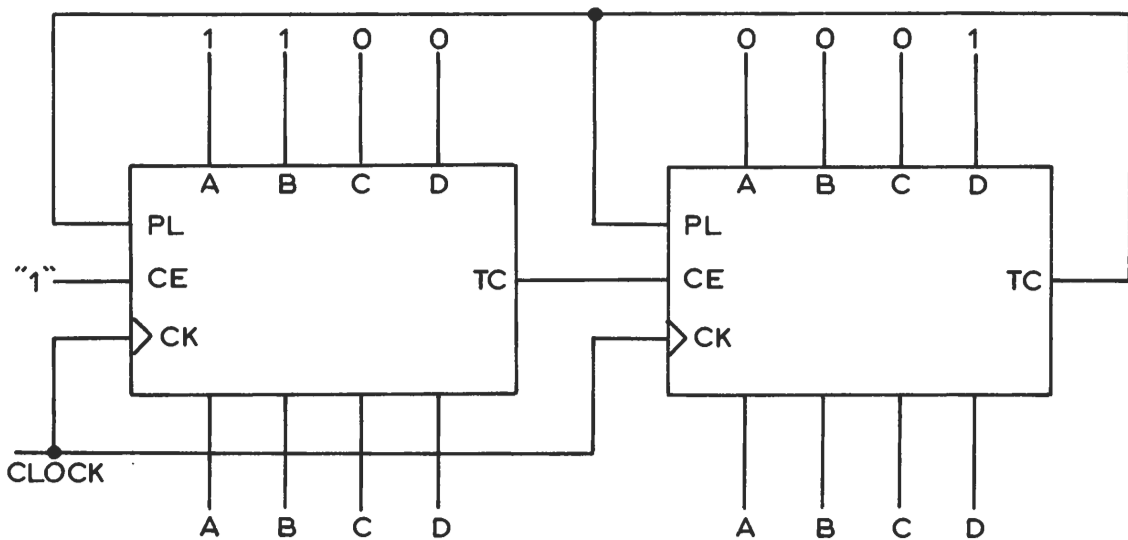 1 1 0 0 0 0 0 1
A B C D A B C D
PL PL
"1" CE TC CE TC
CK CK
CLOCK
A B C D A B C D